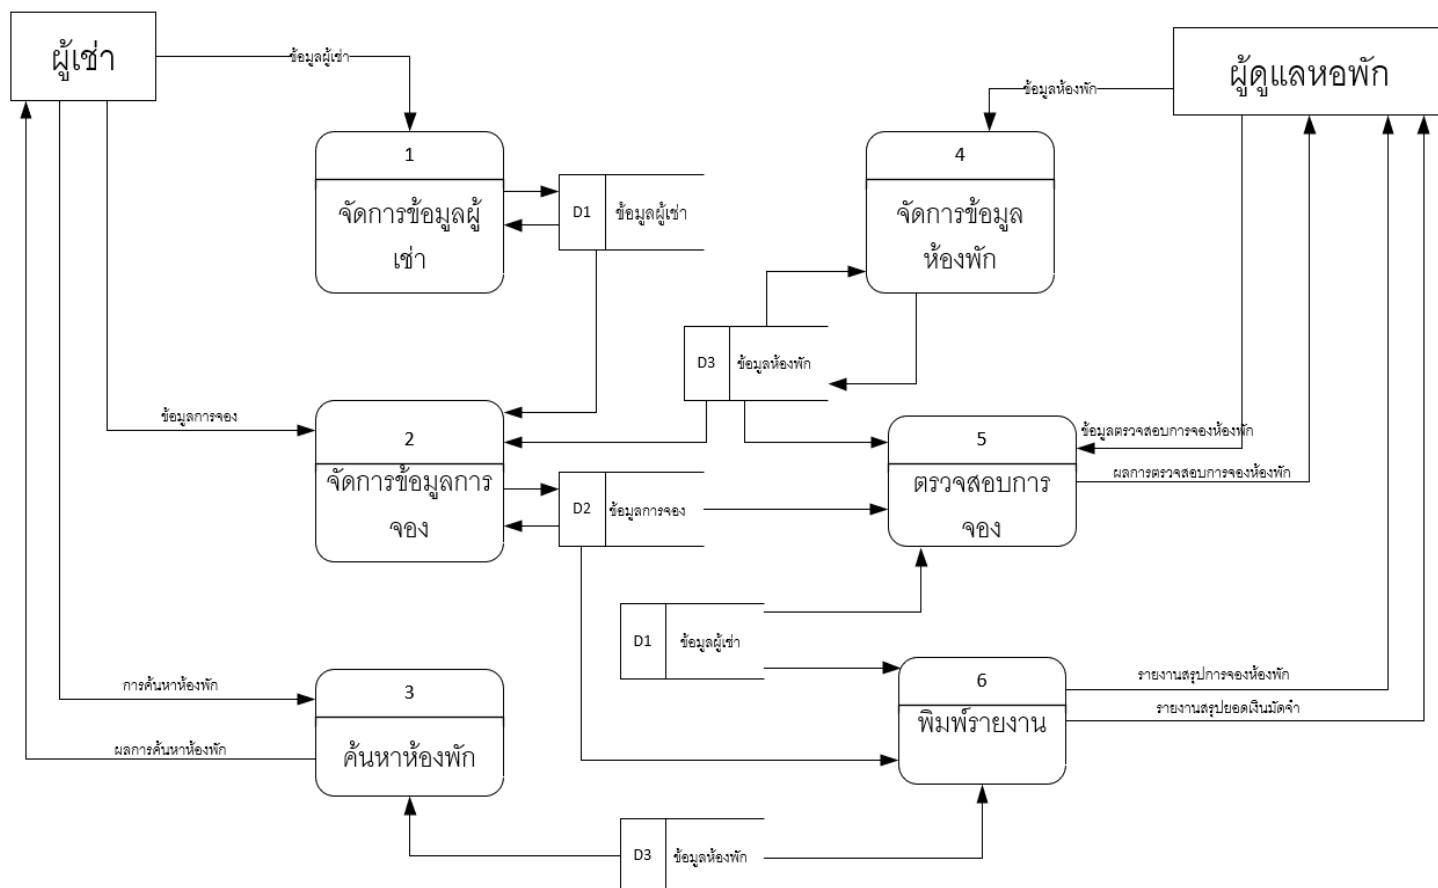 ผู้เช่า
ข้อมูลผู้เช่า
ผู้ดูแลหอพัก
ข้อมูลห้องพัก
1
จัดการข้อมูลผู้
เช่า
D1
ข้อมูลผู้เช่า
4
จัดการข้อมูล
ห้องพัก
D3
ข้อมูลห้องพัก
ข้อมูลการจอง
2
จัดการข้อมูลการ
จอง
D2
ข้อมูลการจอง
5
ตรวจสอบการ
จอง
ข้อมูลตรวจสอบการจองห้องพัก
ผลการตรวจสอบการจองห้องพัก
D1
ข้อมูลผู้เช่า
การค้นหาห้องพัก
ผลการค้นหาห้องพัก
3
ค้นหาห้องพัก
6
พิมพ์รายงาน
รายงานสรุปการจองห้องพัก
รายงานสรุปยอดเงินมัดจำ
D3
ข้อมูลห้องพัก